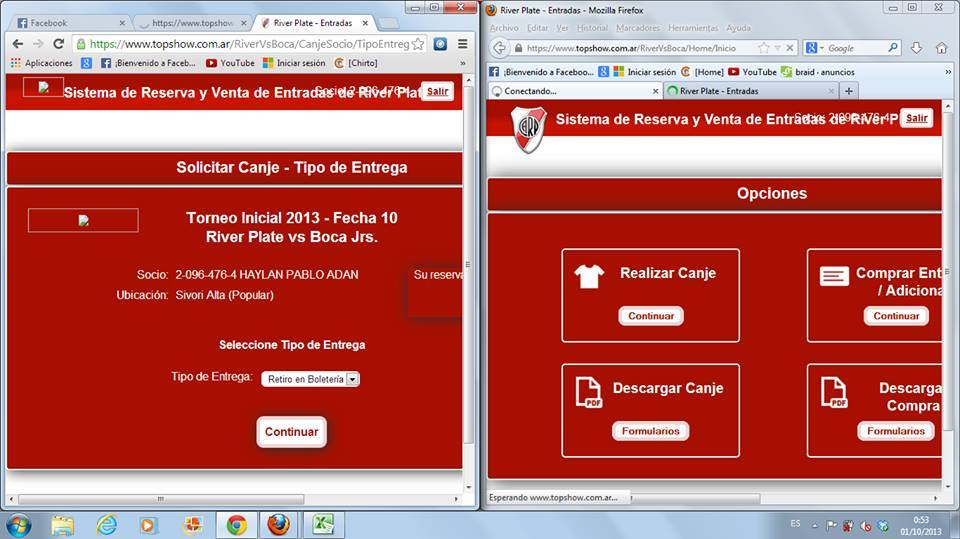 Facebook
https://www.topshow
River Plate - Entradas
https://www.topshow.com.ar/RiverVsBoca/CanjeSocio/TipoEntreg
Aplicaciones
¡Bienvenido a Faceb...
YouTube
Iniciar sesión
[Chirto]
Sistema de Reserva y Venta de Entradas de River Plat
Socio: 2-096-476-4
Salir
Solicitar Canje - Tipo de Entrega
Torneo Inicial 2013 - Fecha 10
River Plate vs Boca Jrs.
Socio: 2-096-476-4 HAYLAN PABLO ADAN
Su reserva
Ubicación: Sivori Alta (Popular)
Seleccione Tipo de Entrega
Tipo de Entrega: Retiro en Boletería
Continuar
River Plate - Entradas - Mozilla Firefox
Archivo Editar Ver Historial Marcadores Herramientas Ayuda
https://www.topshow.com.ar/RiverVsBoca/Home/Inicio
Google
¡Bienvenido a Faceboo...
Iniciar sesión
[Home]
YouTube
braid - anuncios
Conectando...
River Plate - Entradas
Sistema de Reserva y Venta de Entradas de River P
Socio: 2-096-476-4
Salir
Opciones
Realizar Canje
Continuar
Comprar Ent
/ Adiciona
Continuar
Descargar Canje
Formularios
Descarga
Compra
Formularios
PDF
PDF
Esperando www.topshow.com.ar...
ES
0:53
01/10/2013